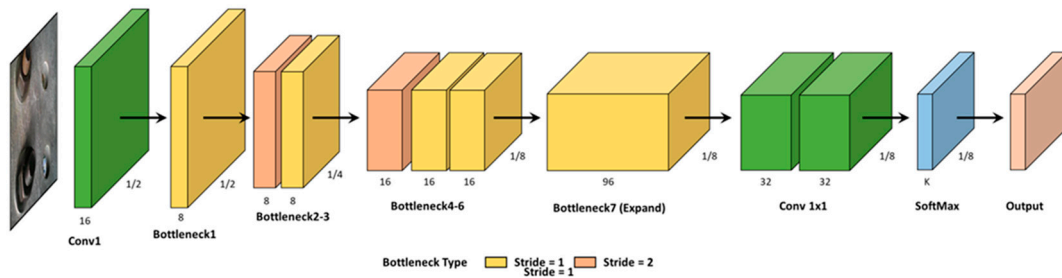 16
1/2
Conv1
8
1/2
Bottleneck1
8
8
1/4
Bottleneck2-3
16
16
16
1/8
Bottleneck4-6
96
1/8
Bottleneck7 (Expand)
32
32
1/8
Conv 1x1
K
1/8
SoftMax
Output
Bottleneck Type
Stride = 1
Stride = 1
Stride = 2